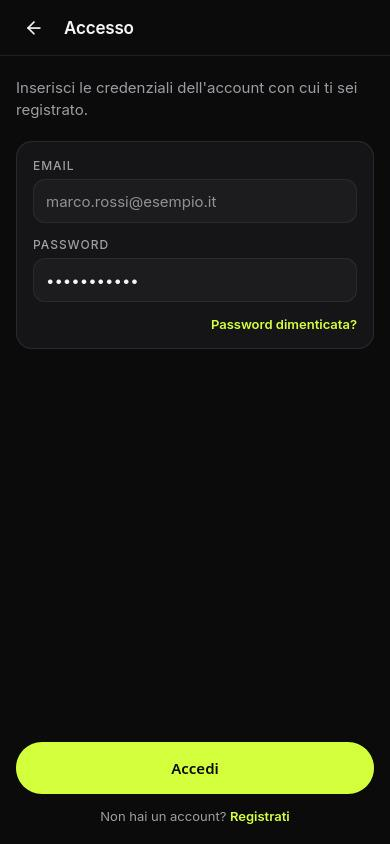 Accesso
Inserisci le credenziali dell'account con cui ti sei
registrato.
EMAIL
marco.rossi@esempio.it
PASSWORD
•••••••••••
Password dimenticata?
Accedi
Non hai un account? Registrati